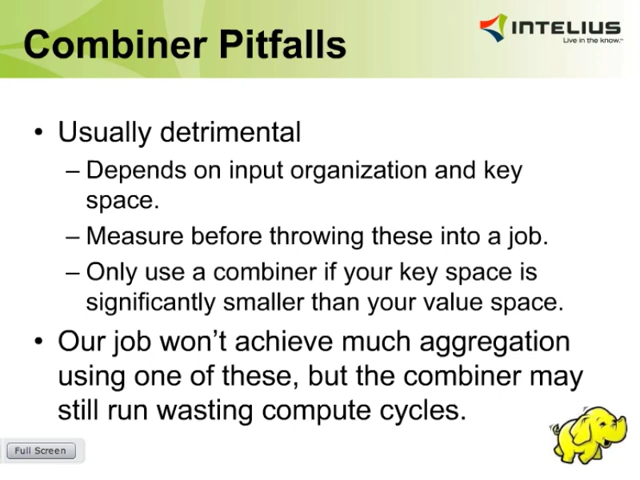 Combiner Pitfalls
INTELIUS
Live in the know.™
• Usually detrimental
– Depends on input organization and key
space.
– Measure before throwing these into a job.
– Only use a combiner if your key space is
significantly smaller than your value space.
• Our job won’t achieve much aggregation
using one of these, but the combiner may
still run wasting compute cycles.
Full Screen